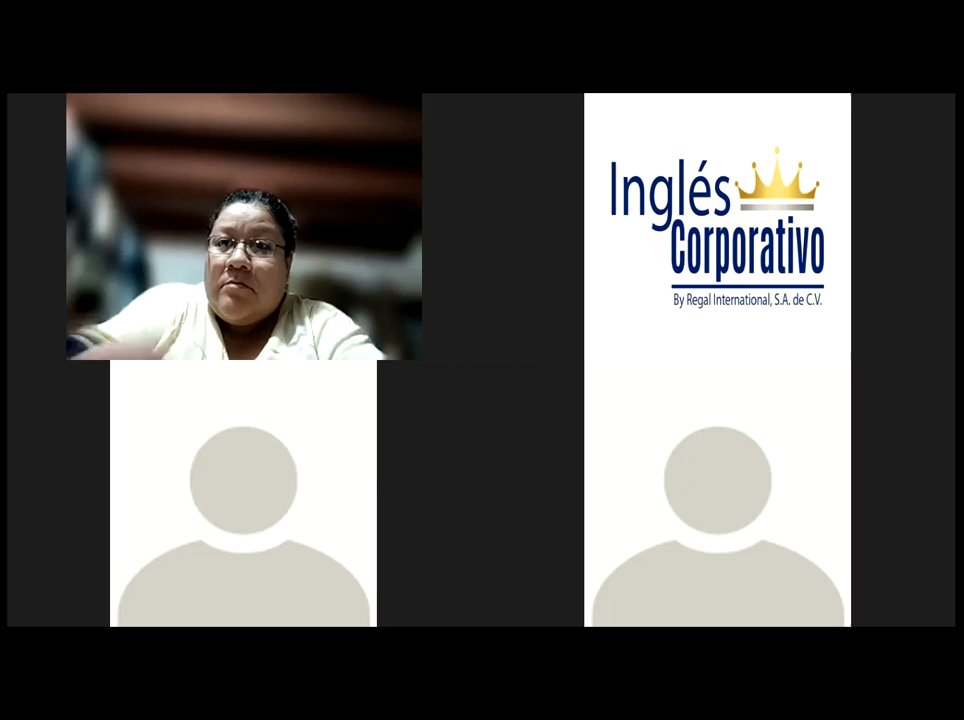 Inglés
Corporativo
By Regal International, S.A. de C.V.